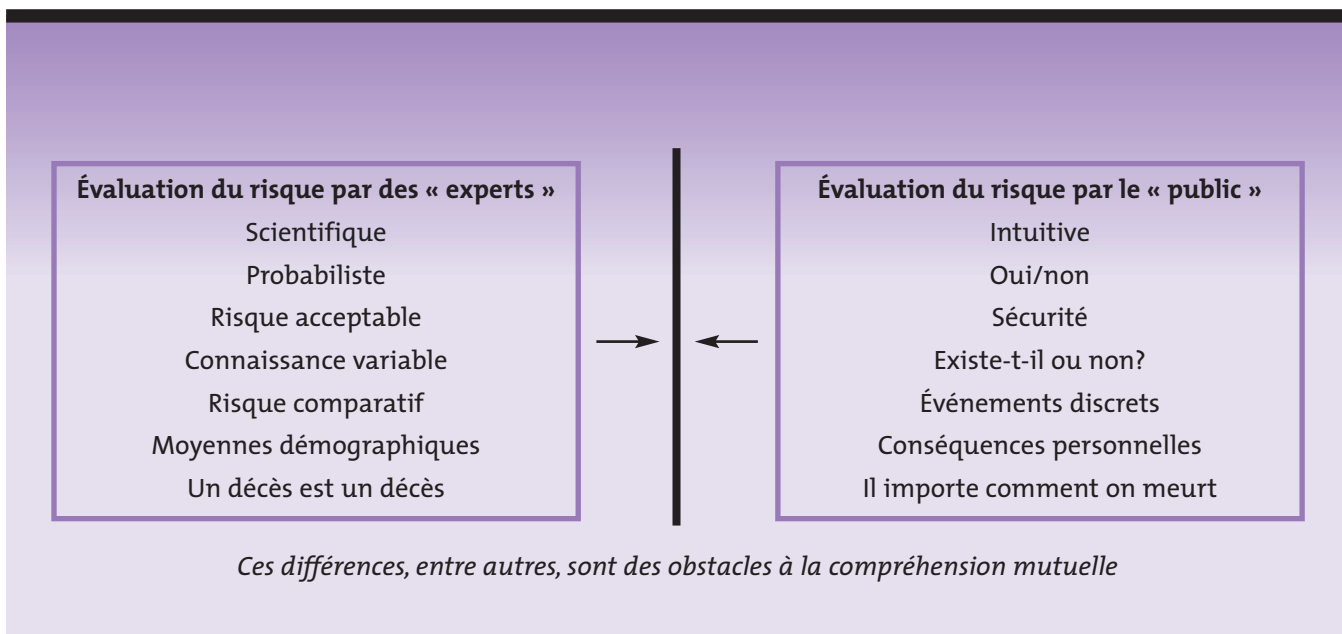 Évaluation du risque par des « experts »
Scientifique
Probabiliste
Risque acceptable
Connaissance variable
Risque comparatif
Moyennes démographiques
Un décès est un décès
Évaluation du risque par le « public »
Intuitive
Oui/non
Sécurité
Existe-t-il ou non?
Événements discrets
Conséquences personnelles
Il importe comment on meurt
Ces différences, entre autres, sont des obstacles à la compréhension mutuelle